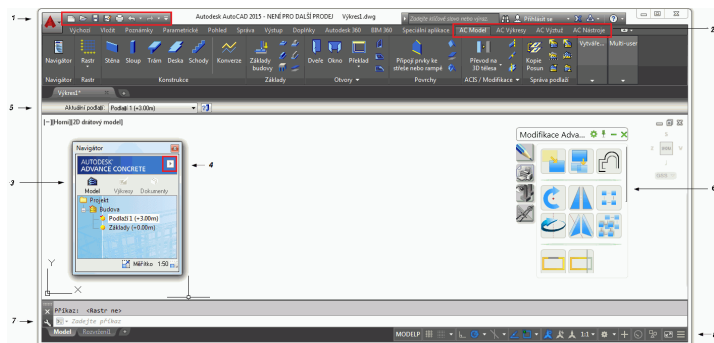 Autodesk AutoCAD 2015 - NENÍ PRO DALŠÍ PRODEJ Výkres1.dwg
Zadejte klíčové slovo nebo výraz. Přihlásit se
1
Výchozí Vložit Poznámky Parametrické Pohled Správa Výstup Doplňky Autodesk 360 BIM 360 Speciální aplikace AC Model AC Výkresy AC Výztuž AC Nástroje
2
Navigátor Rastr Stěna Sloup Trám Deska Schody Konverze Základy budovy Dveře Okno Překlad Připojí prvky ke střeše nebo rampě Převod na 3D tělesa Kopie Posun Vytváře... Multi-user
Navigátor Rastr Konstrukce Základy Otvory Povrchy ACIS / Modifikace Správa podlaží
Výkres1*
5
Aktuální podlaží: Podlaží 1 (+3.00m)
[−][Horní][2D drátový model]
Navigátor
AUTODESK
ADVANCE CONCRETE
4
3
Model Výkresy Dokumenty
Projekt
Budova
Podlaží 1 (+3.00m)
Základy (+0.00m)
Měřítko 1:50
Modifikace Adva...
6
S
V
Y
X
Příkaz: <Rastr ne>
7
Zadejte příkaz
Model Rozvržení1 +
MODELP 1:1